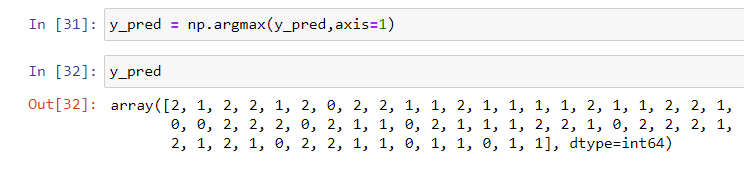 In [31]: y_pred = np.argmax(y_pred,axis=1)
In [32]: y_pred
Out[32]: array([2, 1, 2, 2, 1, 2, 0, 2, 2, 1, 1, 2, 1, 1, 1, 1, 2, 1, 1, 2, 2, 1,
0, 0, 2, 2, 2, 0, 2, 1, 1, 0, 2, 1, 1, 1, 2, 2, 1, 0, 2, 2, 2, 1,
2, 1, 2, 1, 0, 2, 2, 1, 1, 0, 1, 1, 0, 1, 1], dtype=int64)